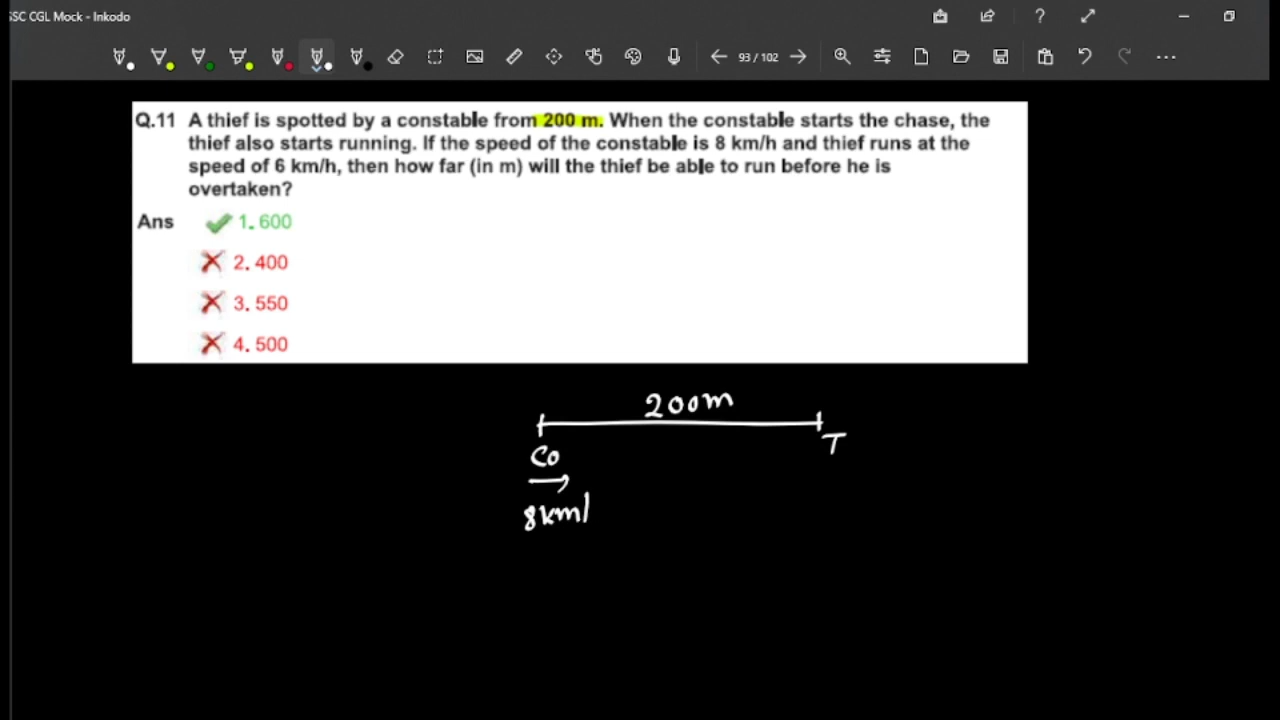 SSC CGL Mock - Inkodo
93 / 102
Q.11 A thief is spotted by a constable from 200 m. When the constable starts the chase, the
thief also starts running. If the speed of the constable is 8 km/h and thief runs at the
speed of 6 km/h, then how far (in m) will the thief be able to run before he is
overtaken?
Ans 1. 600
2. 400
3. 550
4. 500
200m
Co T
8km/